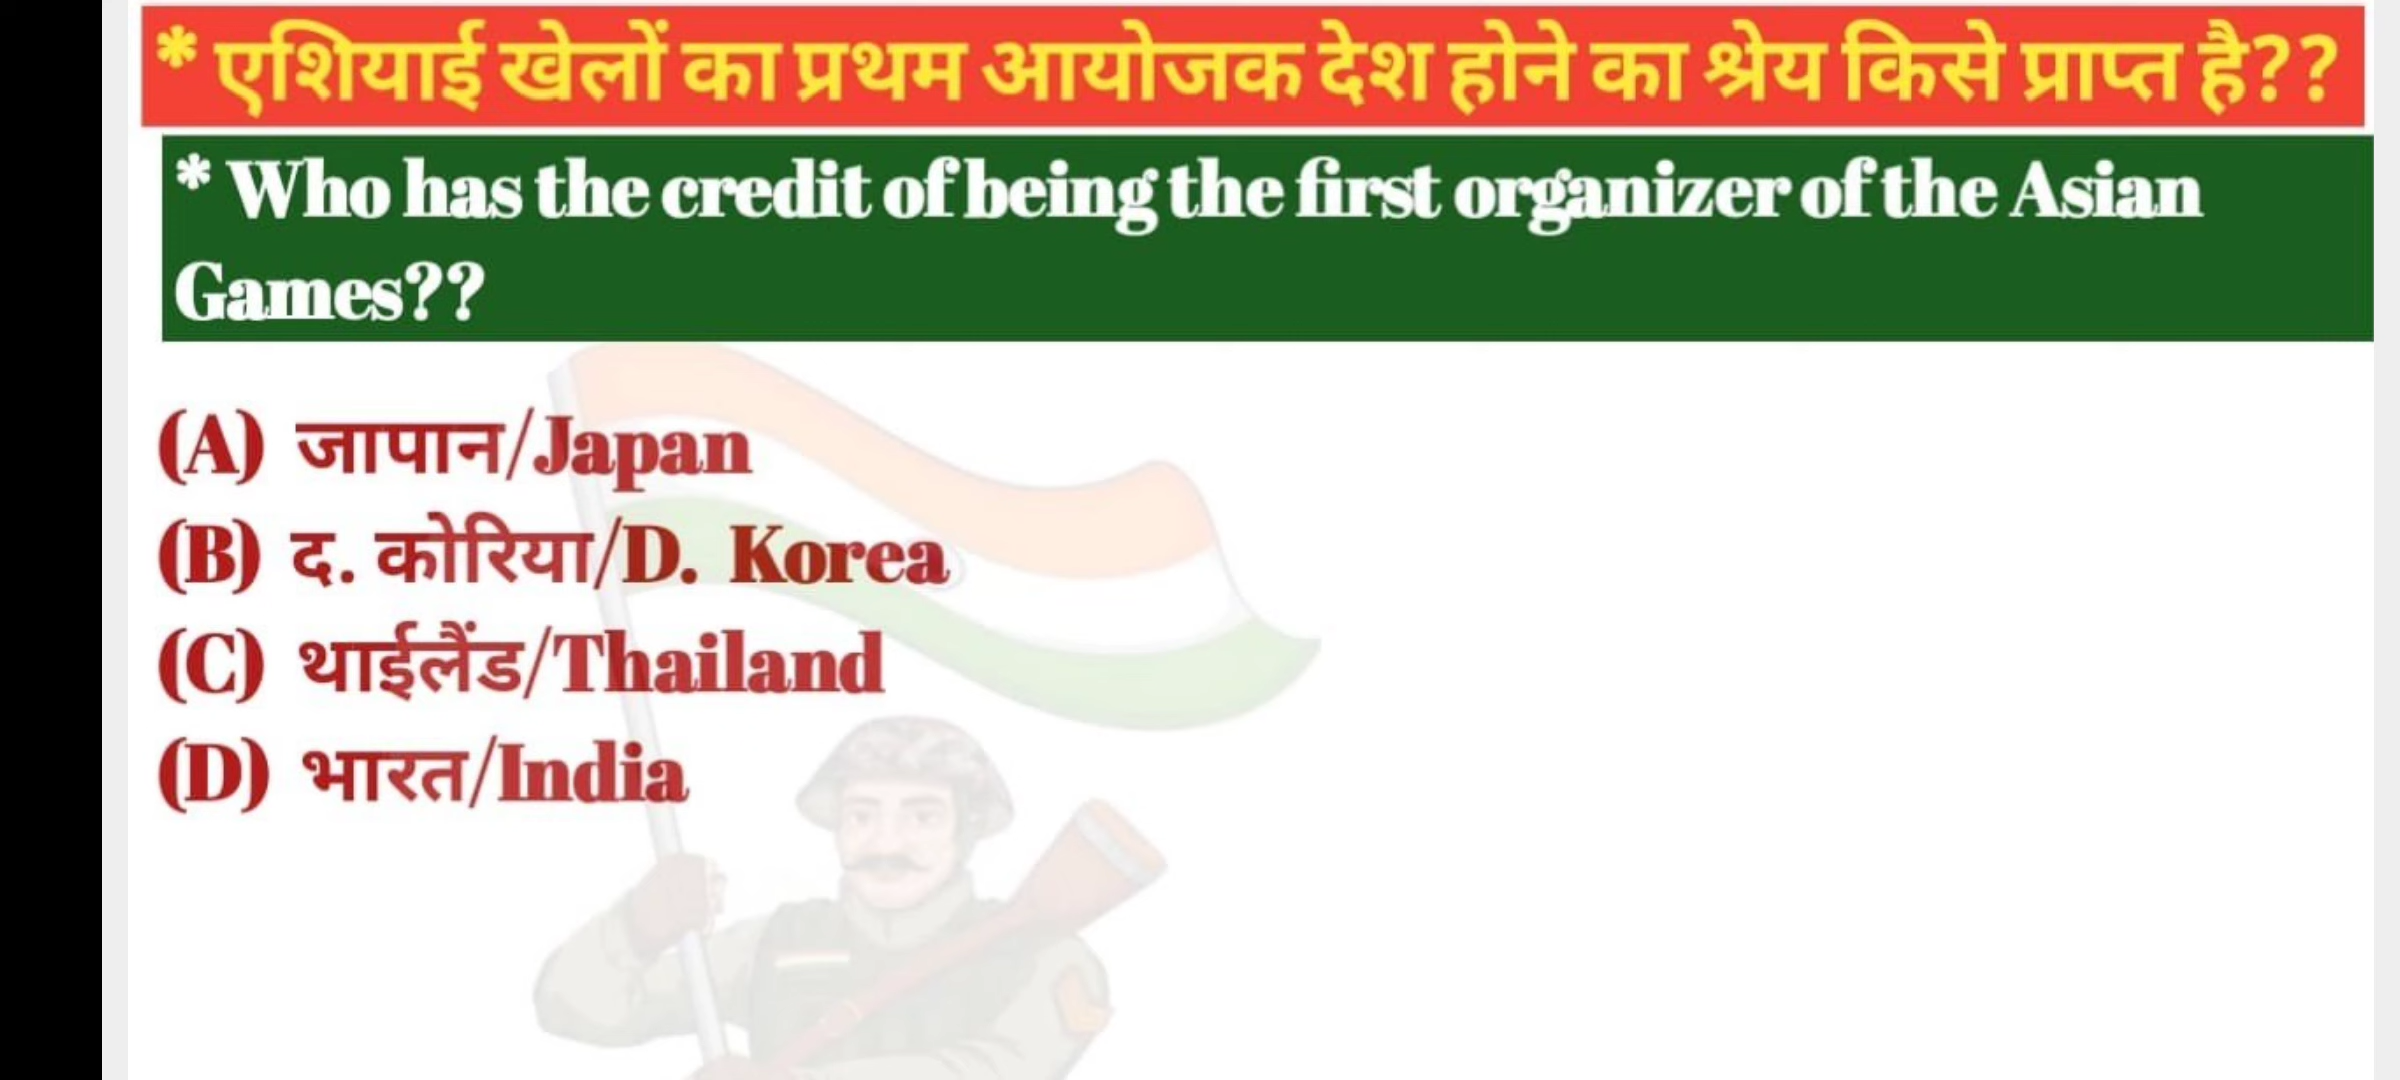 * एशियाई खेलों का प्रथम आयोजक देश होने का श्रेय किसे प्राप्त है??
* Who has the credit of being the first organizer of the Asian
Games??
(A) जापान/Japan
(B) द. कोरिया/D. Korea
(C) थाईलैंड/Thailand
(D) भारत/India